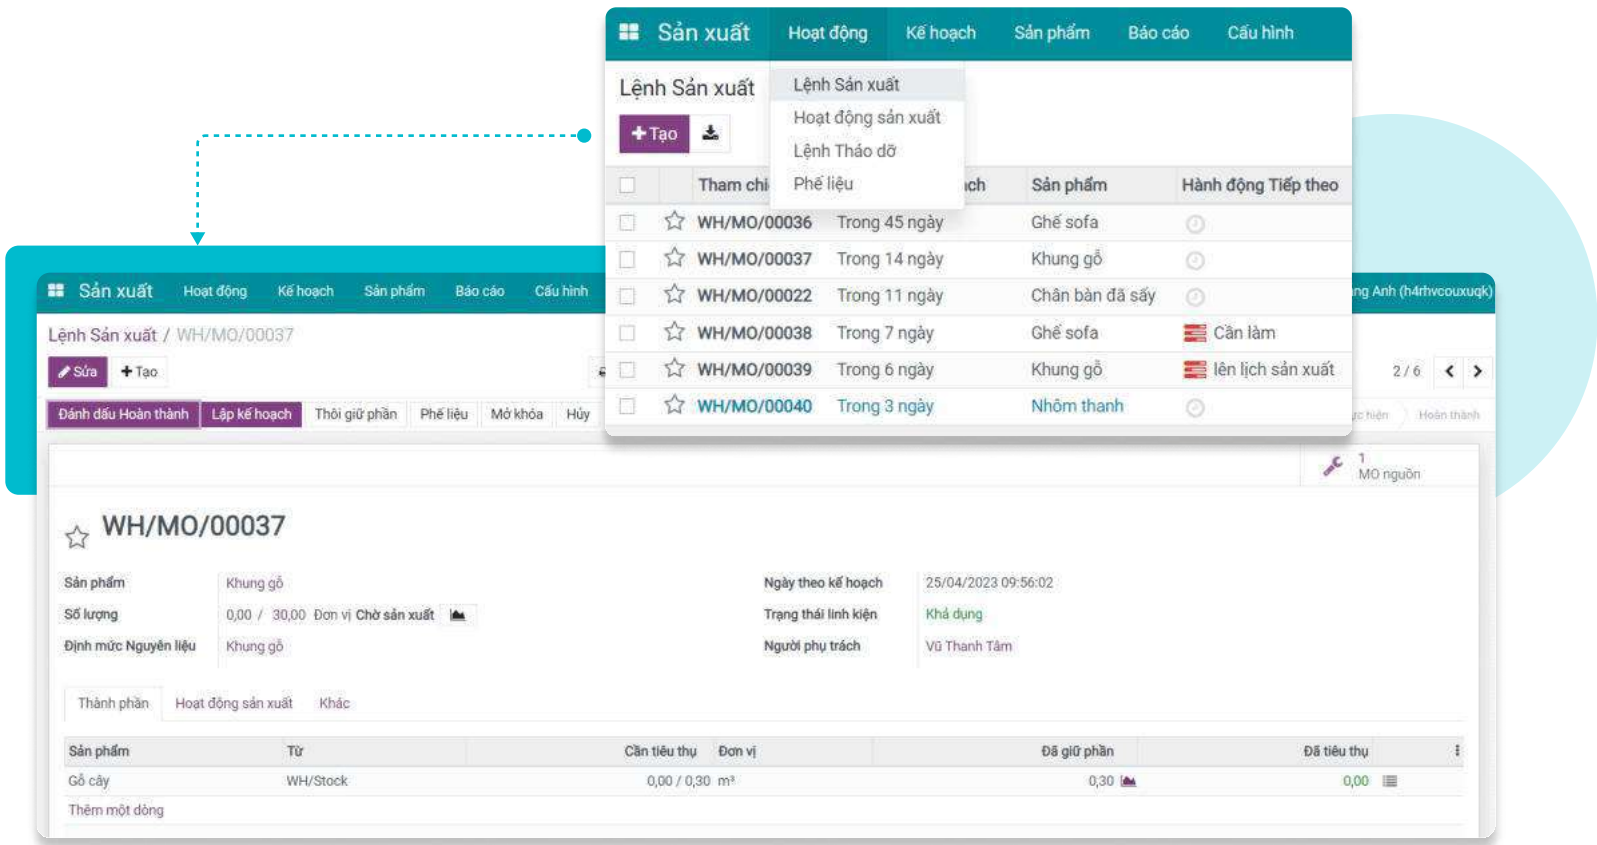 Sản xuất Hoạt động Kế hoạch Sản phẩm Báo cáo Cấu hình
Lệnh Sản xuất
Tạo
Lệnh Sản xuất
Hoạt động sản xuất
Lệnh Tháo dỡ
Phế liệu
Sản phẩm Hành động Tiếp theo
WH/MO/00036 Trong 45 ngày Ghế sofa
WH/MO/00037 Trong 14 ngày Khung gỗ
WH/MO/00022 Trong 11 ngày Chân bàn đã sấy
WH/MO/00038 Trong 7 ngày Ghế sofa Cần làm
WH/MO/00039 Trong 6 ngày Khung gỗ lên lịch sản xuất
WH/MO/00040 Trong 3 ngày Nhôm thanh
Sản xuất Hoạt động Kế hoạch Sản phẩm Báo cáo Cấu hình Anh (h4rhvcouxuqk)
Lệnh Sản xuất / WH/MO/00037
Sửa Tạo 2 / 6
Đánh dấu Hoàn thành Lập kế hoạch Thôi giữ phần Phế liệu Mở khóa Hủy hiện Hoàn thành
1
MO nguồn
WH/MO/00037
Sản phẩm Khung gỗ Ngày theo kế hoạch 25/04/2023 09:56:02
Số lượng 0,00 / 30,00 Đơn vị Chờ sản xuất Trạng thái linh kiện Khả dụng
Định mức Nguyên liệu Khung gỗ Người phụ trách Vũ Thanh Tâm
Thành phần Hoạt động sản xuất Khác
Sản phẩm Từ Cần tiêu thụ Đơn vị Đã giữ phần Đã tiêu thụ
Gỗ cây WH/Stock 0,00 / 0,30 m³ 0,30 0,00
Thêm một dòng